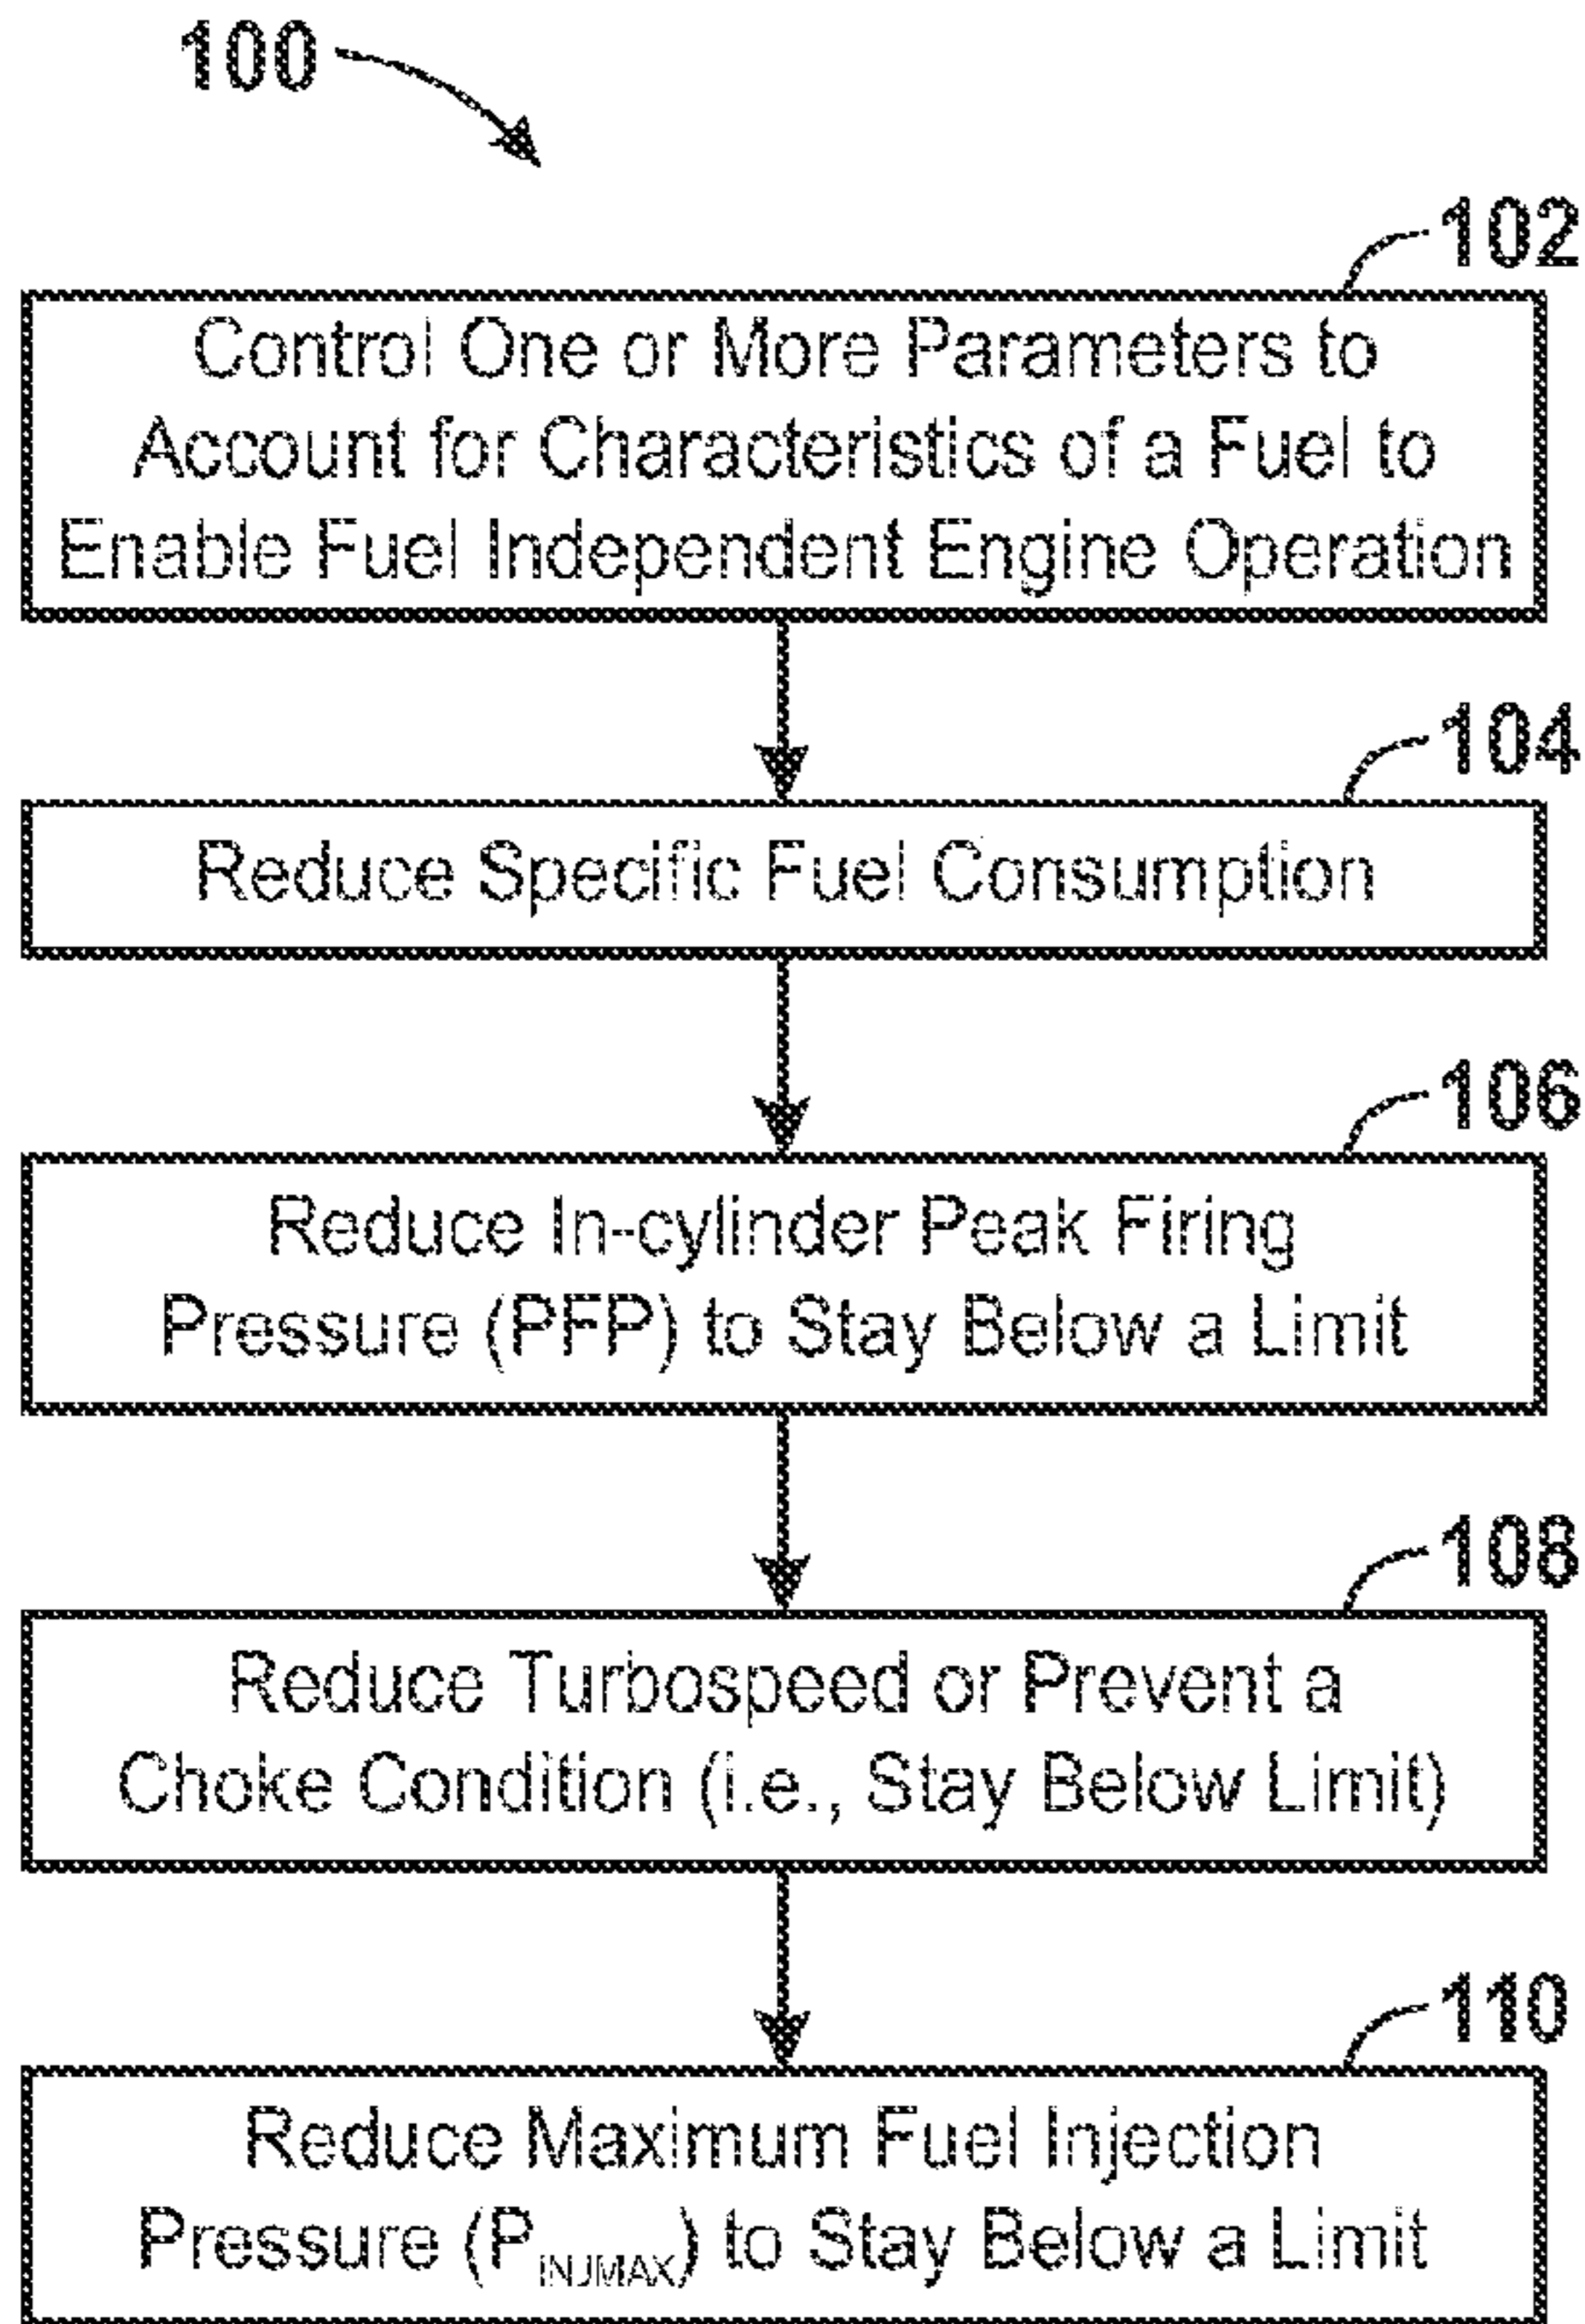 100
102
Control One or More Parameters to
Account for Characteristics of a Fuel to
Enable Fuel Independent Engine Operation
104
Reduce Specific Fuel Consumption
106
Reduce In-cylinder Peak Firing
Pressure (PFP) to Stay Below a Limit
108
Reduce Turbospeed or Prevent a
Choke Condition (i.e., Stay Below Limit)
110
Reduce Maximum Fuel Injection
Pressure (PINJMAX) to Stay Below a Limit